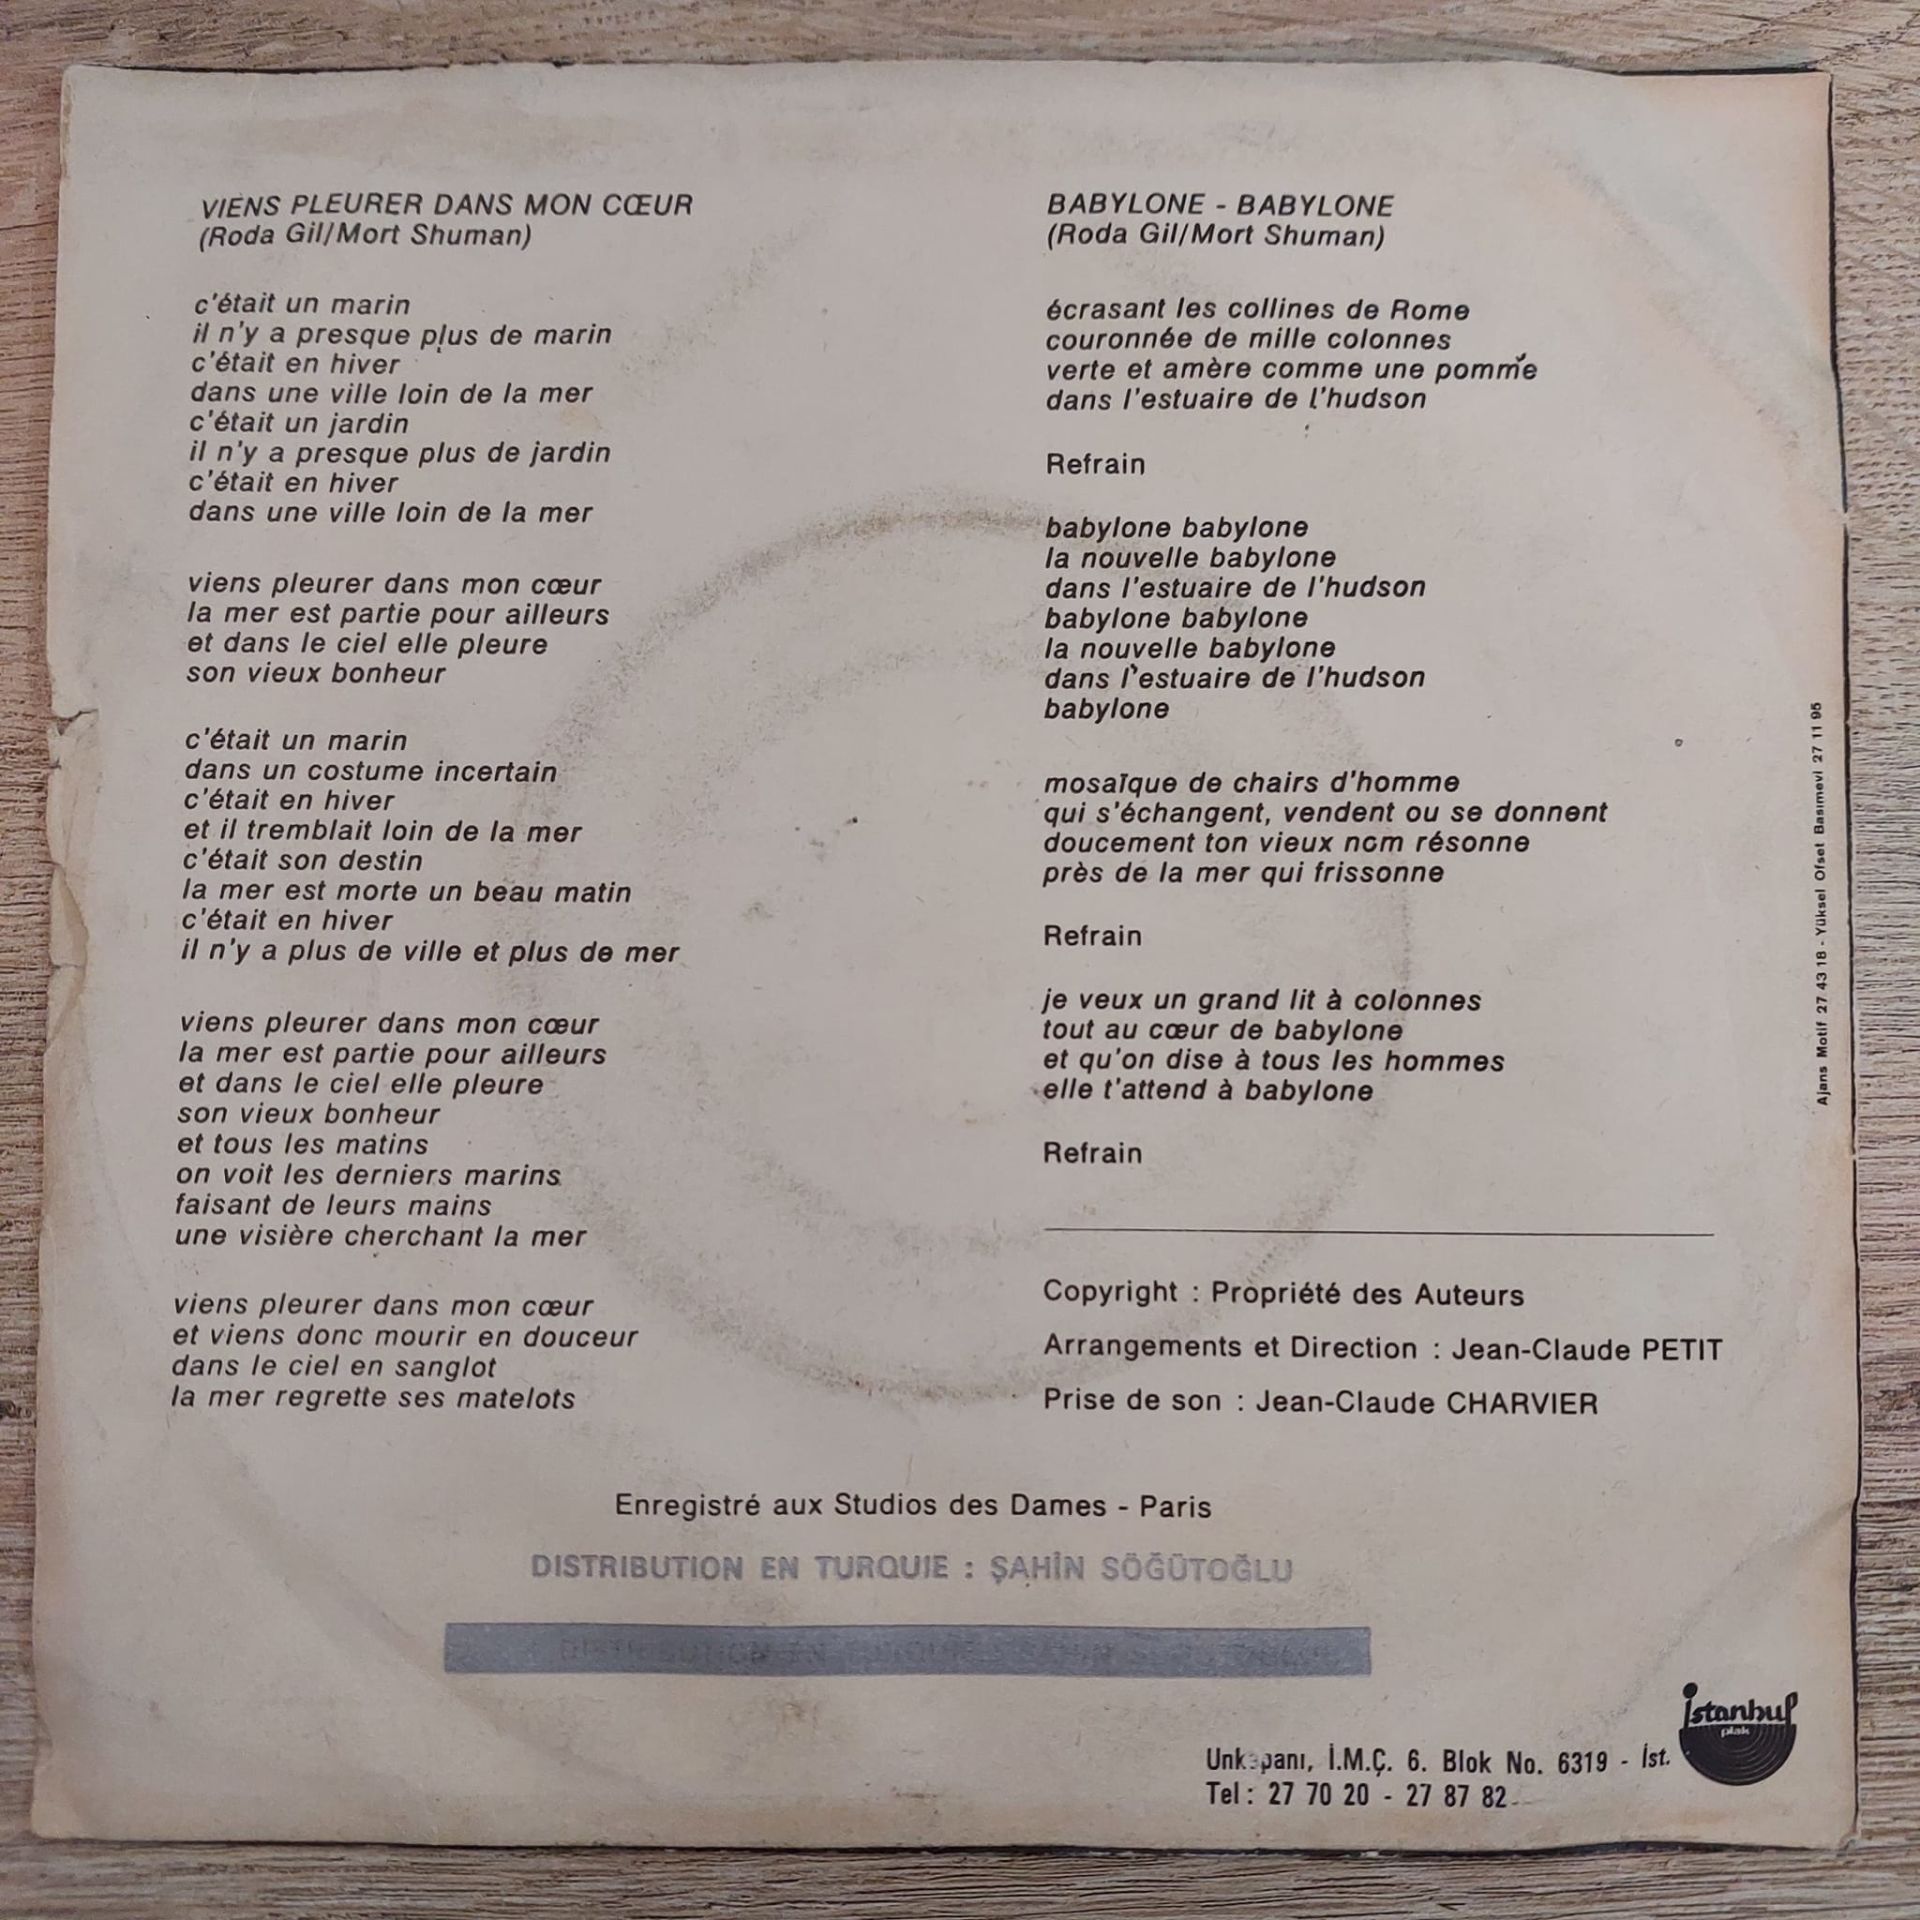 VIENS PLEURER DANS MON CŒUR
(Roda Gil/Mort Shuman)
c'était un marin
il n'y a presque plus de marin
c'était en hiver
dans une ville loin de la mer
c'était un jardin
il n'y a presque plus de jardin
c'était en hiver
dans une ville loin de la mer
viens pleurer dans mon cœur
la mer est partie pour ailleurs
et dans le ciel elle pleure
son vieux bonheur
c'était un marin
dans un costume incertain
c'était en hiver
et il tremblait loin de la mer
c'était son destin
la mer est morte un beau matin
c'était en hiver
il n'y a plus de ville et plus de mer
viens pleurer dans mon cœur
la mer est partie pour ailleurs
et dans le ciel elle pleure
son vieux bonheur
et tous les matins
on voit les derniers marins
faisant de leurs mains
une visière cherchant la mer
viens pleurer dans mon cœur
et viens donc mourir en douceur
dans le ciel en sanglot
la mer regrette ses matelots
BABYLONE - BABYLONE
(Roda Gil/Mort Shuman)
écrasant les collines de Rome
couronnée de mille colonnes
verte et amère comme une pomme
dans l'estuaire de l'hudson
Refrain
babylone babylone
la nouvelle babylone
dans l'estuaire de l'hudson
babylone babylone
la nouvelle babylone
dans l'estuaire de l'hudson
babylone
mosaïque de chairs d'homme
qui s'échangent, vendent ou se donnent
doucement ton vieux nom résonne
près de la mer qui frissonne
Refrain
je veux un grand lit à colonnes
tout au cœur de babylone
et qu'on dise à tous les hommes
elle t'attend à babylone
Refrain
Copyright : Propriété des Auteurs
Arrangements et Direction : Jean-Claude PETIT
Prise de son : Jean-Claude CHARVIER
Enregistré aux Studios des Dames - Paris
DISTRIBUTION EN TURQUIE : ŞAHİN SÖĞÜTOĞLU
Unkapanı, İ.M.Ç. 6. Blok No. 6319 - İst.
Tel : 27 70 20 - 27 87 82
istanbul
plak
Ajans Motif 27 43 18 - Yüksel Ofset Basımevi 27 11 95